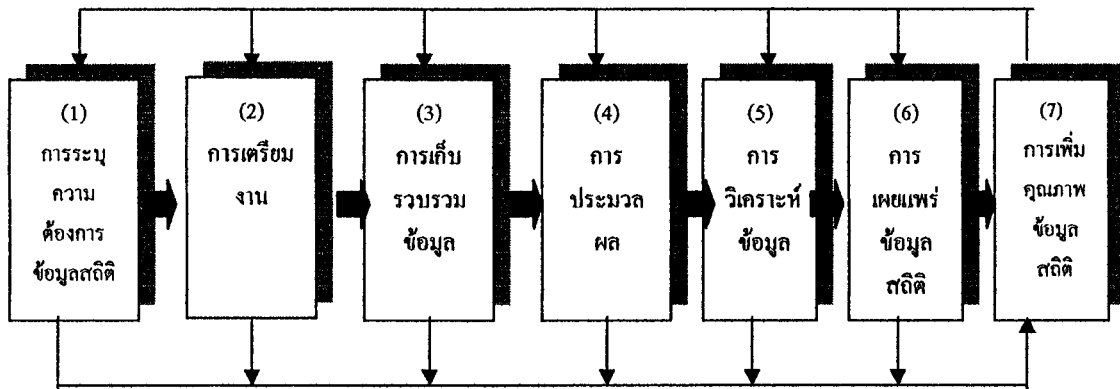 (1)
การระบุ
ความ
ต้องการ
ข้อมูลสถิติ
(2)
การเตรียม
งาน
(3)
การเก็บ
รวบรวม
ข้อมูล
(4)
การ
ประมวล
ผล
(5)
การ
วิเคราะห์
ข้อมูล
(6)
การ
เผยแพร่
ข้อมูล
สถิติ
(7)
การเพิ่ม
คุณภาพ
ข้อมูล
สถิติ